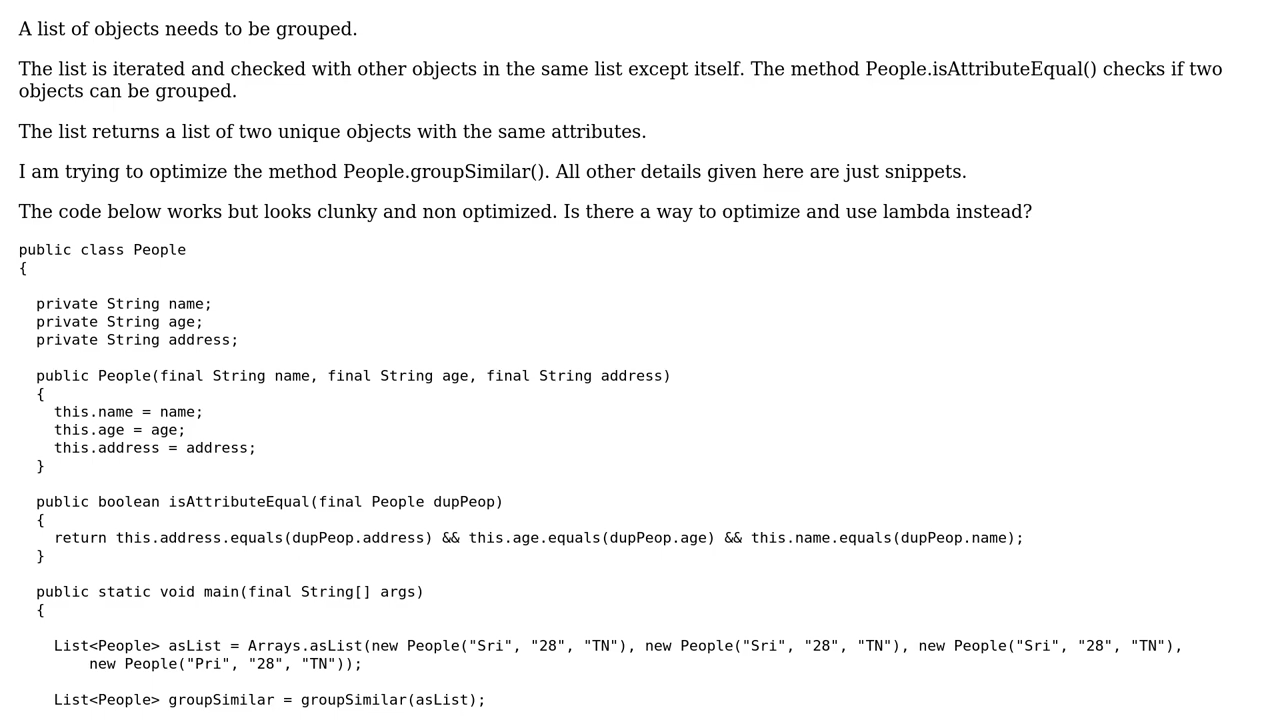 A list of objects needs to be grouped.
The list is iterated and checked with other objects in the same list except itself. The method People.isAttributeEqual() checks if two
objects can be grouped.
The list returns a list of two unique objects with the same attributes.
I am trying to optimize the method People.groupSimilar(). All other details given here are just snippets.
The code below works but looks clunky and non optimized. Is there a way to optimize and use lambda instead?
public class People
{
  private String name;
  private String age;
  private String address;
  public People(final String name, final String age, final String address)
  {
    this.name = name;
    this.age = age;
    this.address = address;
  }
  public boolean isAttributeEqual(final People dupPeop)
  {
    return this.address.equals(dupPeop.address) && this.age.equals(dupPeop.age) && this.name.equals(dupPeop.name);
  }
  public static void main(final String[] args)
  {
    List<People> asList = Arrays.asList(new People("Sri", "28", "TN"), new People("Sri", "28", "TN"), new People("Sri", "28", "TN"),
        new People("Pri", "28", "TN"));
    List<People> groupSimilar = groupSimilar(asList);